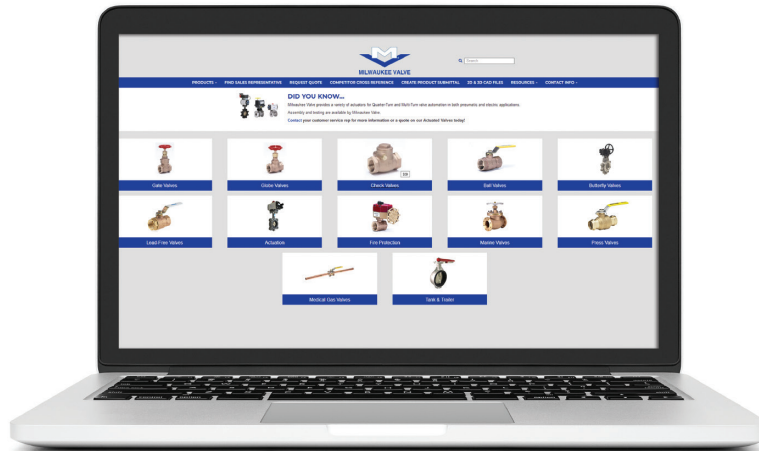 MILWAUKEE VALVE
Search
PRODUCTS FIND SALES REPRESENTATIVE REQUEST QUOTE COMPETITOR CROSS REFERENCE CREATE PRODUCT SUBMITTAL 2D & 3D CAD FILES RESOURCES CONTACT INFO
DID YOU KNOW...
Milwaukee Valve provides a variety of actuators for Quarter-Turn and Multi-Turn valve automation in both pneumatic and electric applications.
Assembly and testing are available by Milwaukee Valve.
Contact your customer service rep for more information or a quote on our Actuated Valves today!
Gate Valves Globe Valves Check Valves Ball Valves Butterfly Valves
Lead-Free Valves Actuation Fire Protection Marine Valves Press Valves
Medical Gas Valves Tank & Trailer